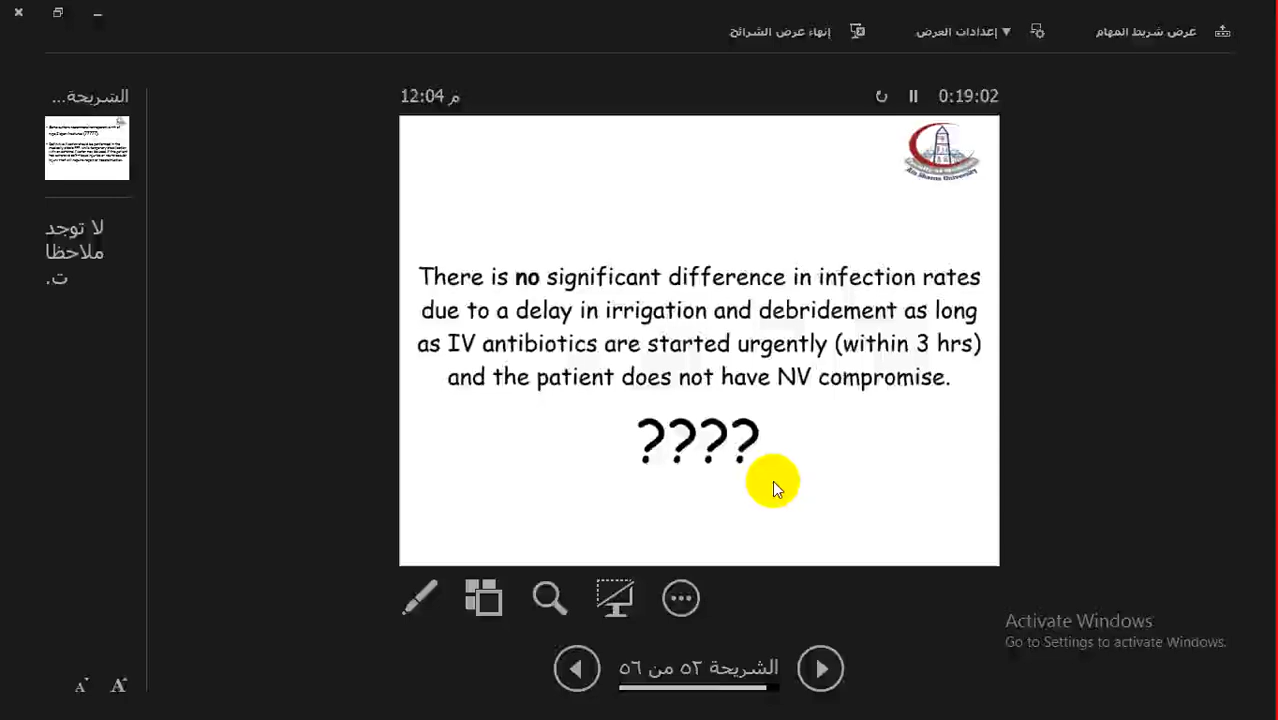 عرض شريط المهام
إعدادات العرض ▼
إنهاء عرض الشرائح
الشريحة...
12:04 م
0:19:02
Ain Shams University
There is no significant difference in infection rates
due to a delay in irrigation and debridement as long
as IV antibiotics are started urgently (within 3 hrs)
and the patient does not have NV compromise.
????
لا توجد
ملاحظا
ت.
Activate Windows
Go to Settings to activate Windows.
الشريحة ٥٢ من ٥٦
A
A